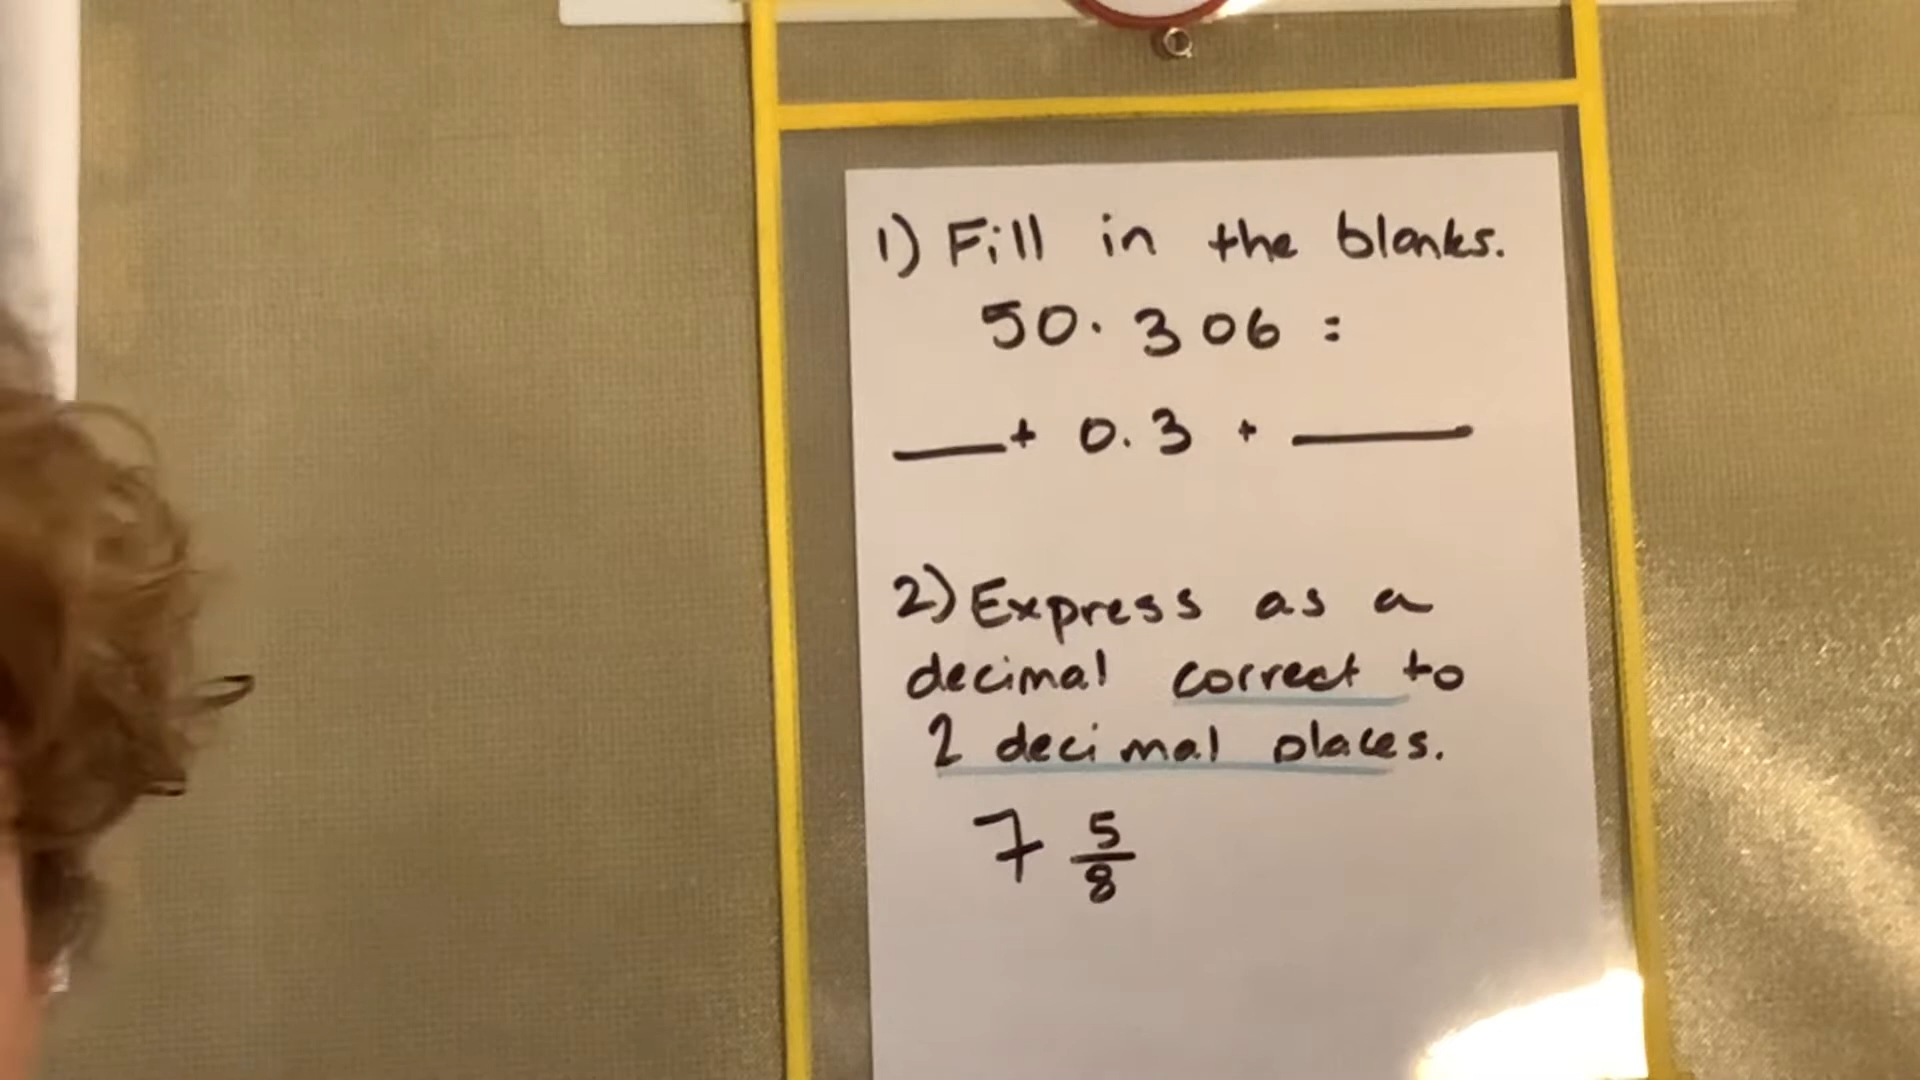 1) Fill in the blanks.
50.306 =
___ + 0.3 + ____
2) Express as a
decimal correct to
2 decimal places.
7 5/8